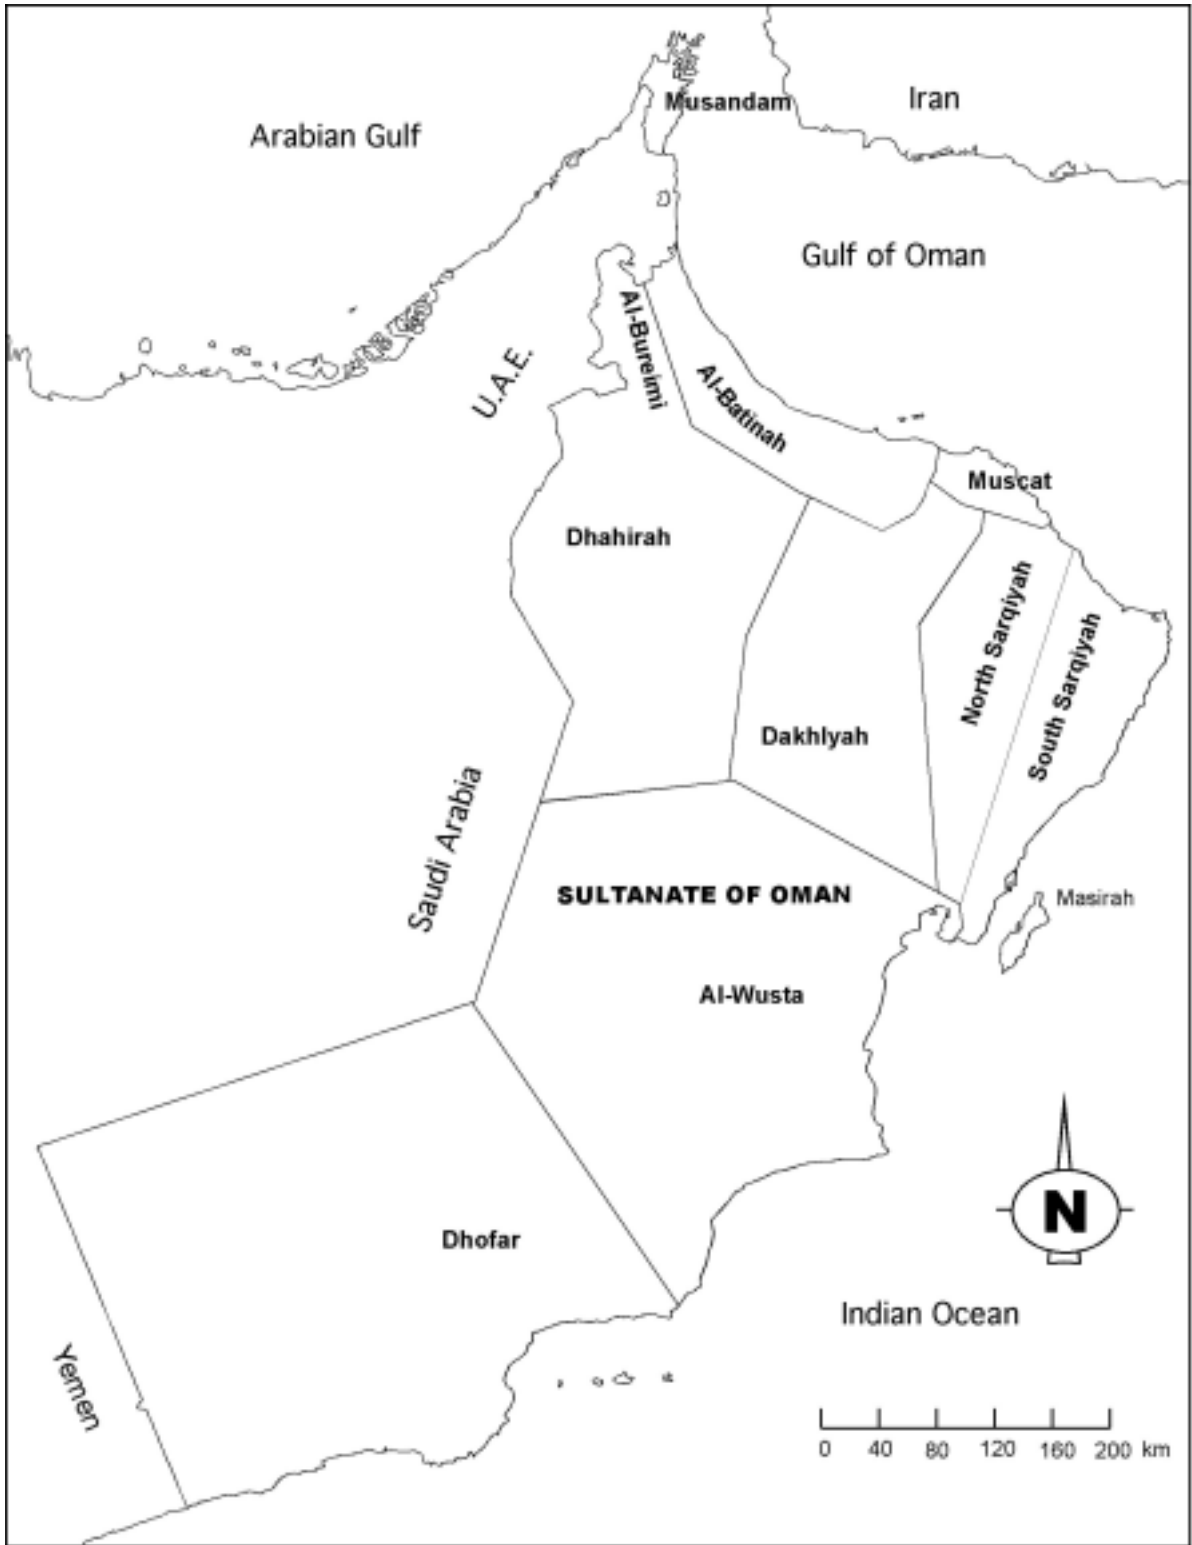 Musandam
Iran
Arabian Gulf
Gulf of Oman
Al-Bureimi
U.A.E.
Al-Batinah
Muscat
Dhahirah
North Sarqiyah
South Sarqiyah
Dakhlyah
Saudi Arabia
SULTANATE OF OMAN
Masirah
Al-Wusta
N
Dhofar
Indian Ocean
Yemen
0 40 80 120 160 200 km